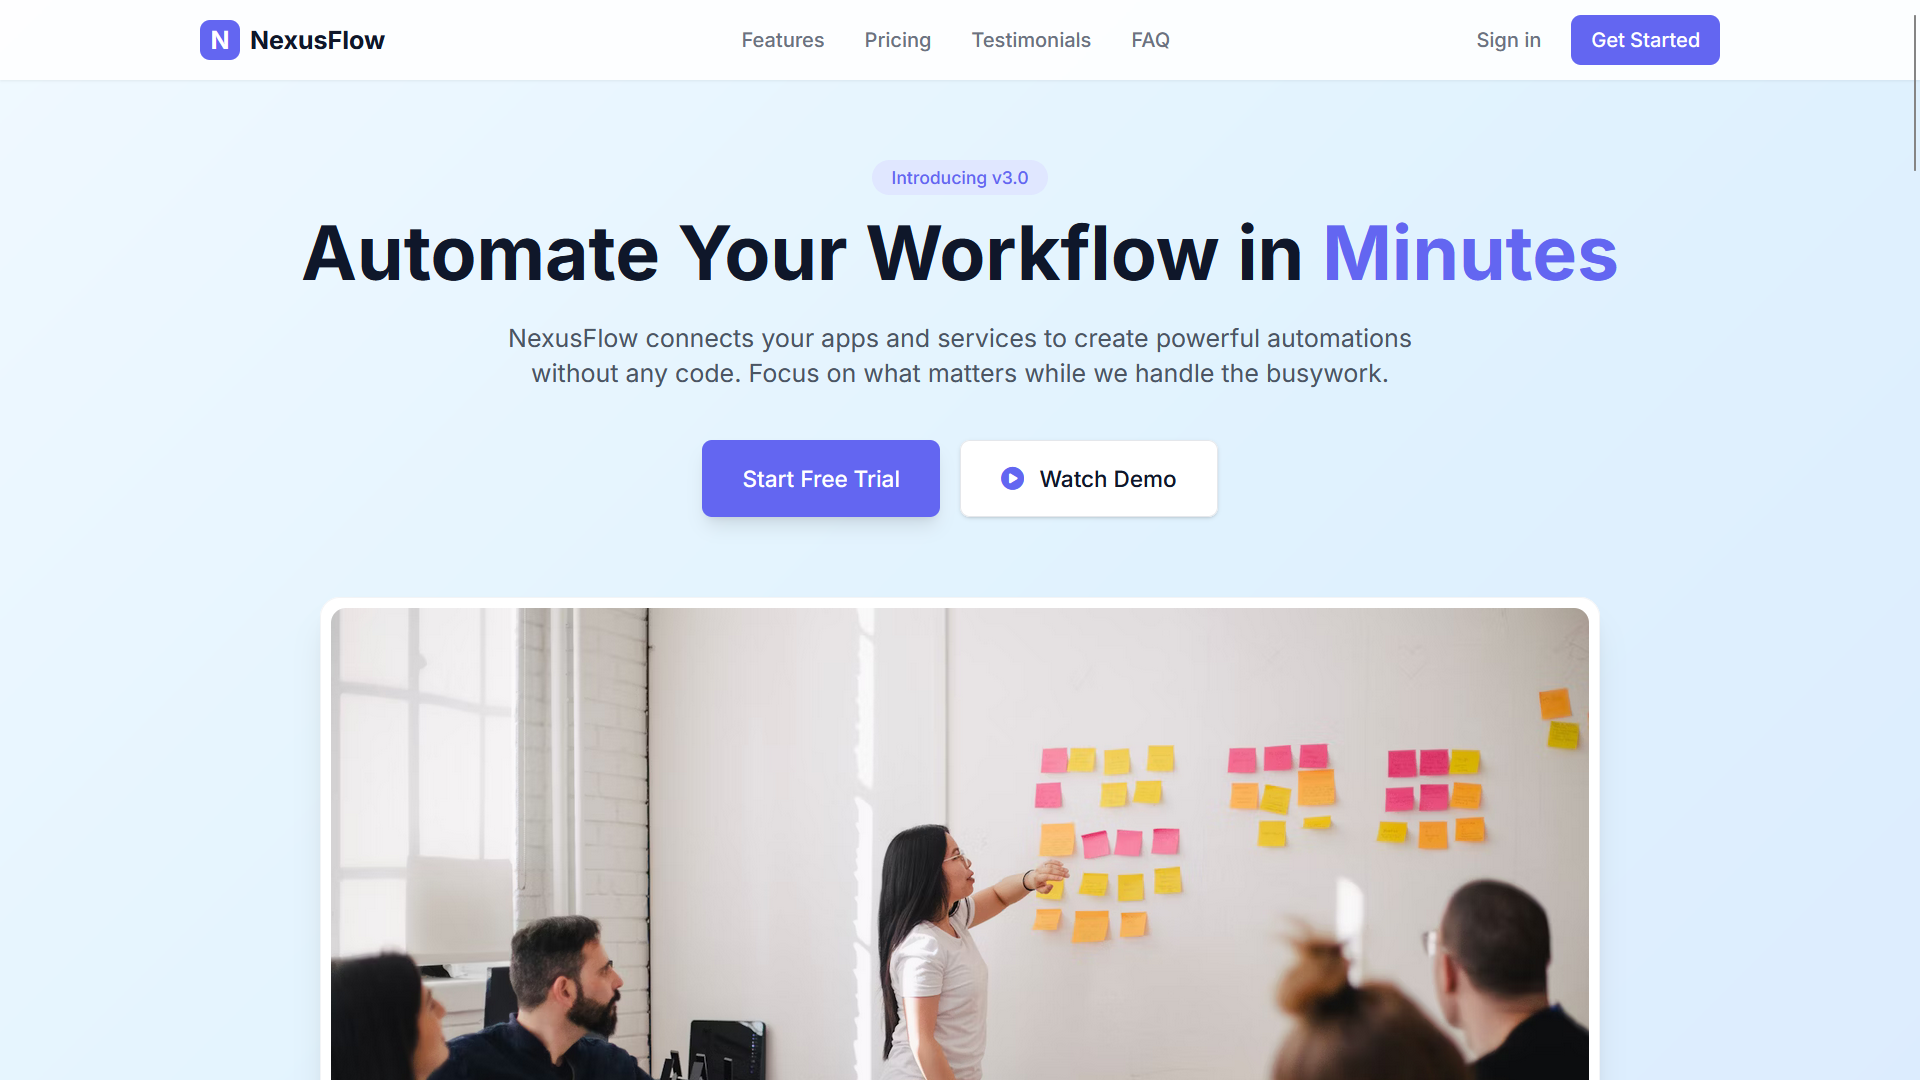 N NexusFlow
Features Pricing Testimonials FAQ
Sign in Get Started
Introducing v3.0
Automate Your Workflow in Minutes
NexusFlow connects your apps and services to create powerful automations
without any code. Focus on what matters while we handle the busywork.
Start Free Trial
Watch Demo